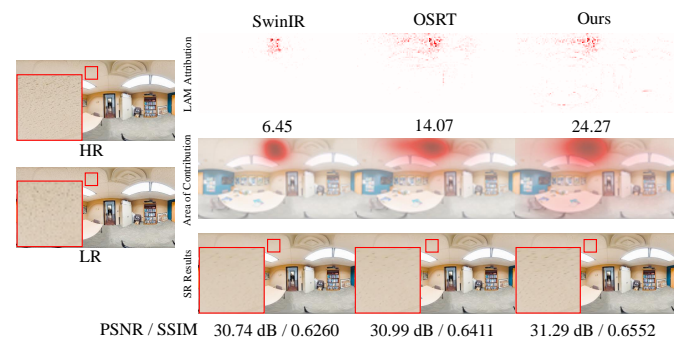 SwinIR OSRT Ours
LAM Attribution
6.45 14.07 24.27
HR
Area of Contribution
LR
SR Results
PSNR / SSIM 30.74 dB / 0.6260 30.99 dB / 0.6411 31.29 dB / 0.6552